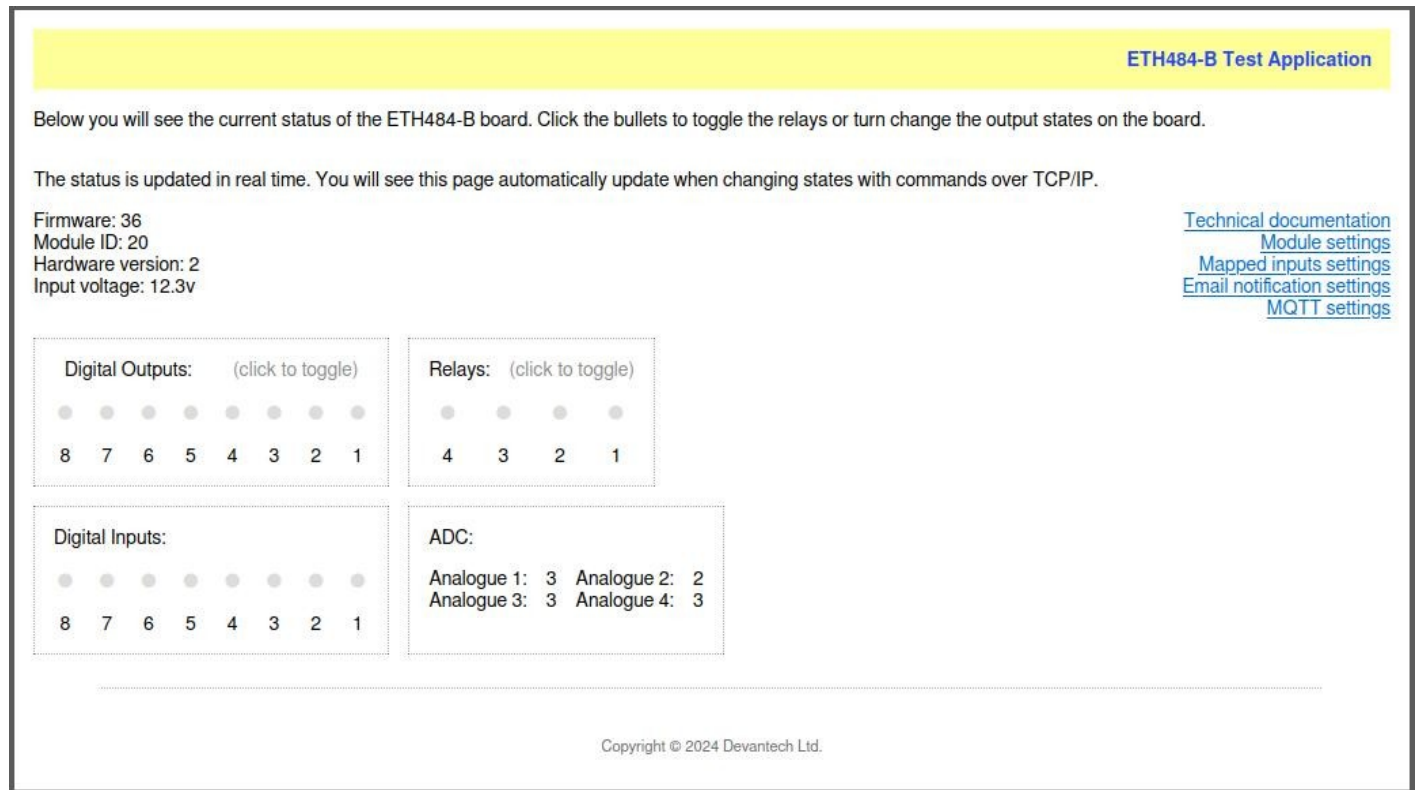 ETH484-B Test Application
Below you will see the current status of the ETH484-B board. Click the bullets to toggle the relays or turn change the output states on the board.
The status is updated in real time. You will see this page automatically update when changing states with commands over TCP/IP.
Firmware: 36
Module ID: 20
Hardware version: 2
Input voltage: 12.3v
Technical documentation
Module settings
Mapped inputs settings
Email notification settings
MQTT settings
Digital Outputs: (click to toggle)
8 7 6 5 4 3 2 1
Relays: (click to toggle)
4 3 2 1
Digital Inputs:
8 7 6 5 4 3 2 1
ADC:
Analogue 1: 3 Analogue 2: 2
Analogue 3: 3 Analogue 4: 3
Copyright © 2024 Devantech Ltd.